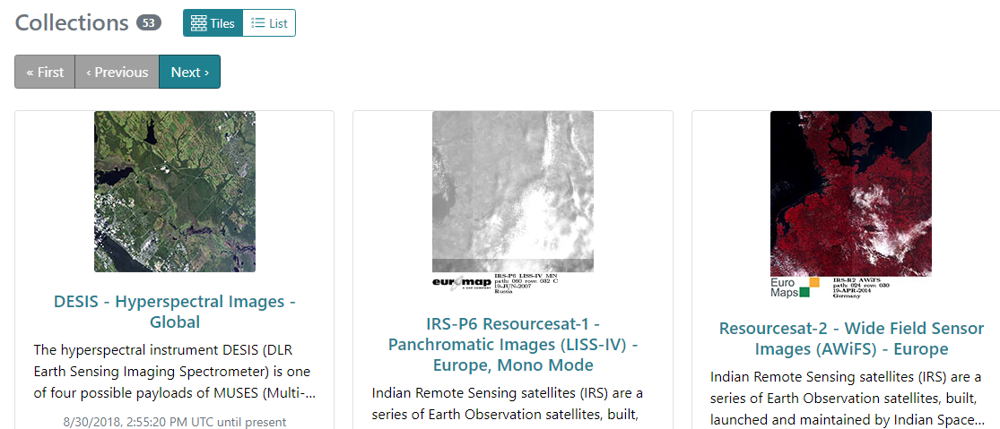 Collections 53 Tiles List
« First ‹ Previous Next ›
DESIS - Hyperspectral Images -
Global
The hyperspectral instrument DESIS (DLR
Earth Sensing Imaging Spectrometer) is one
of four possible payloads of MUSES (Multi-...
8/30/2018, 2:55:20 PM UTC until present
euromap
IRS-P6 LISS-IV MN
path: 060 row: 032 C
19-JUN-2007
Russia
IRS-P6 Resourcesat-1 -
Panchromatic Images (LISS-IV) -
Europe, Mono Mode
Indian Remote Sensing satellites (IRS) are a
series of Earth Observation satellites, built,
Euro
Maps
IRS-R2 AWiFS
path: 024 row: 030
19-APR-2014
Germany
Resourcesat-2 - Wide Field Sensor
Images (AWiFS) - Europe
Indian Remote Sensing satellites (IRS) are a
series of Earth Observation satellites, built,
launched and maintained by Indian Space...